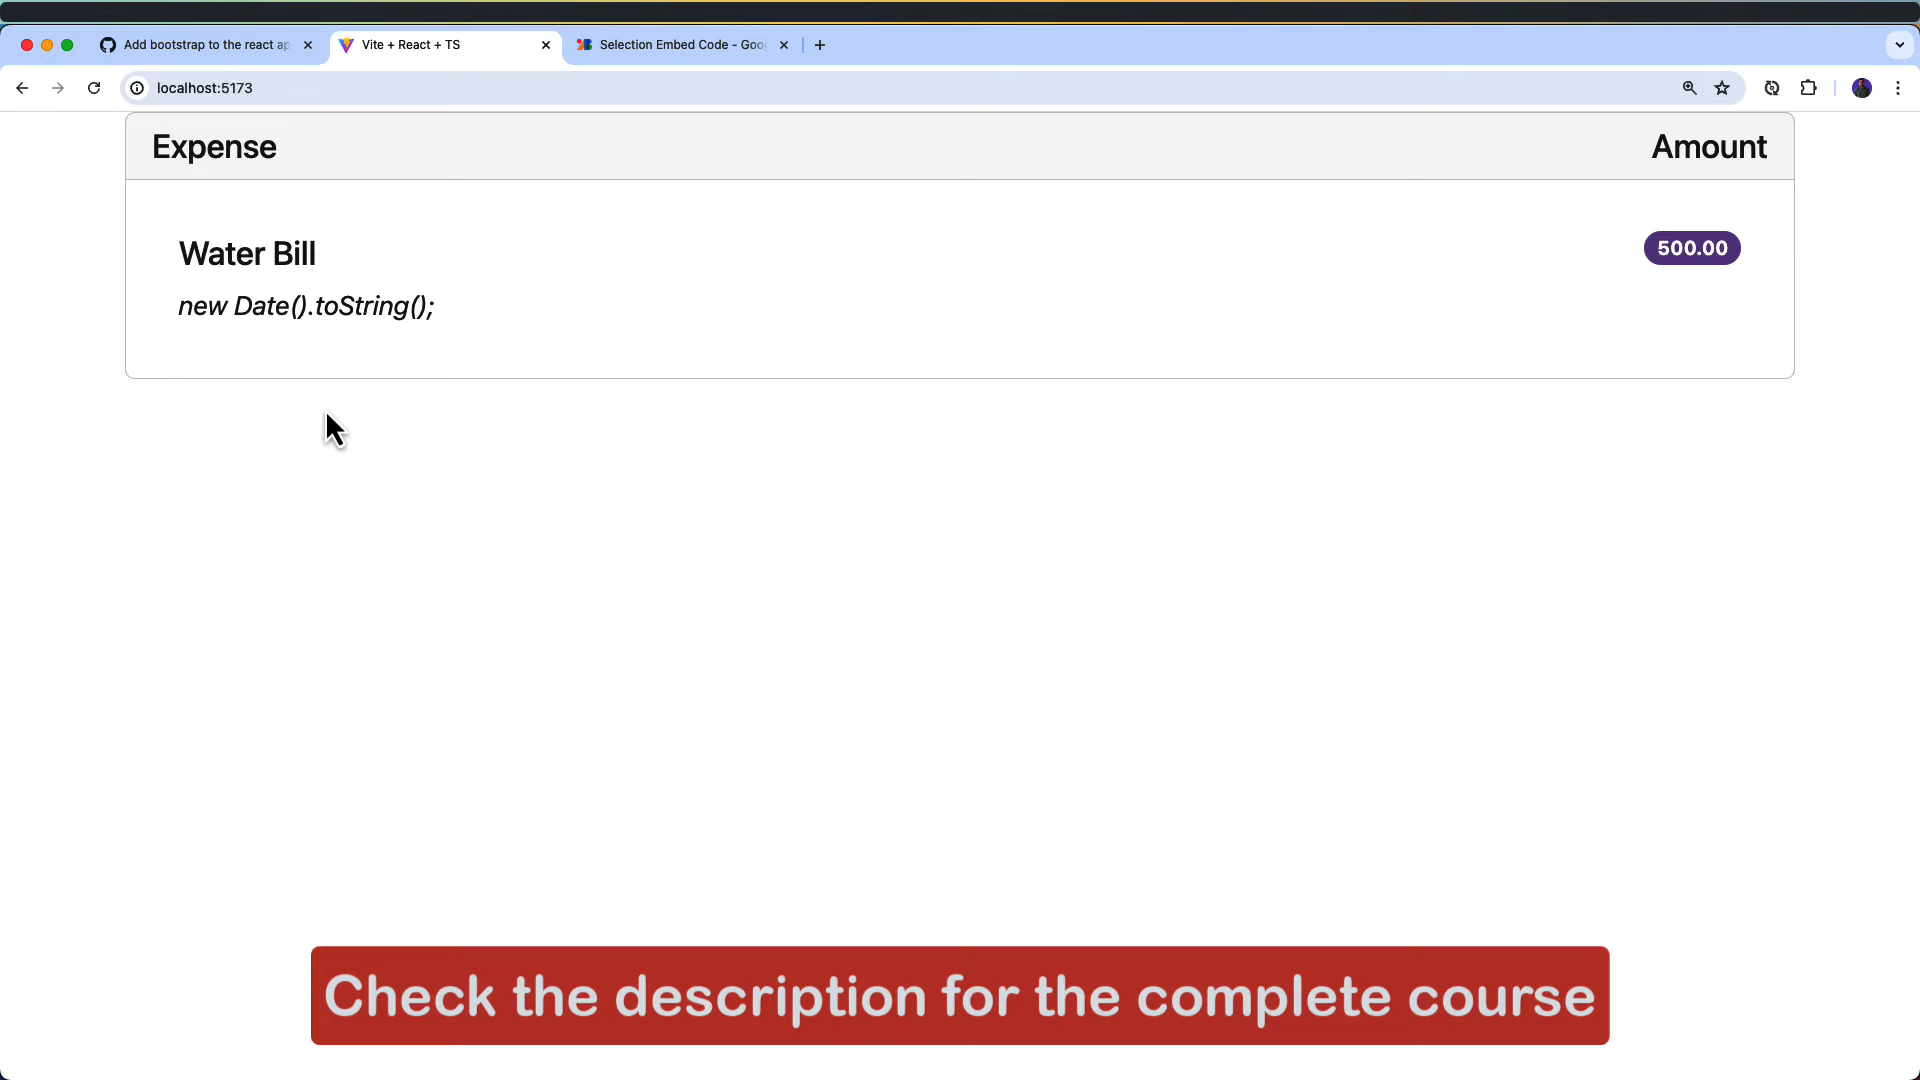 Add bootstrap to the react ap
Vite + React + TS
Selection Embed Code - Goo
localhost:5173
Expense
Amount
Water Bill
500.00
new Date().toString();
Check the description for the complete course